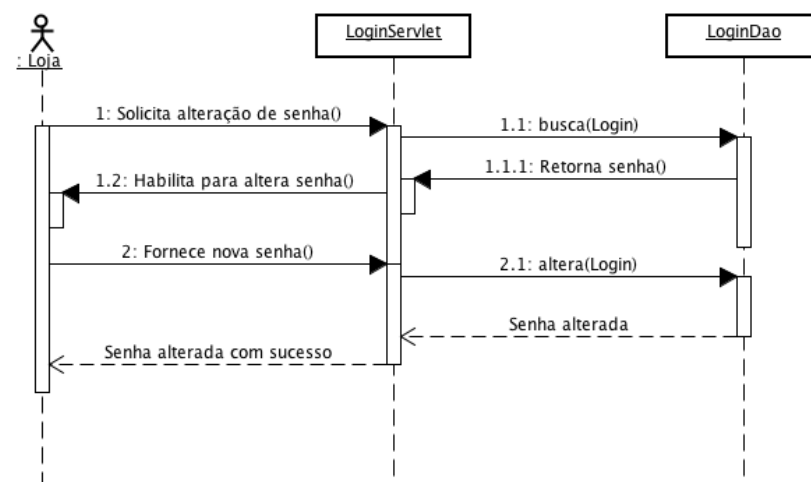 LoginServlet
LoginDao
: Loja
1: Solicita alteração de senha()
1.1: busca(Login)
1.1.1: Retorna senha()
1.2: Habilita para altera senha()
2: Fornece nova senha()
2.1: altera(Login)
Senha alterada
Senha alterada com sucesso